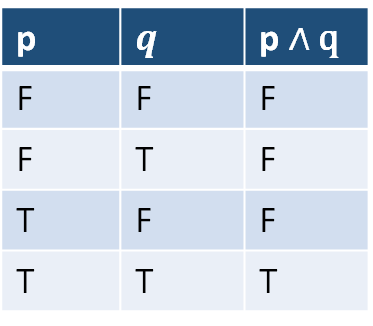 p q p ∧ q
F F F
F T F
T F F
T T T